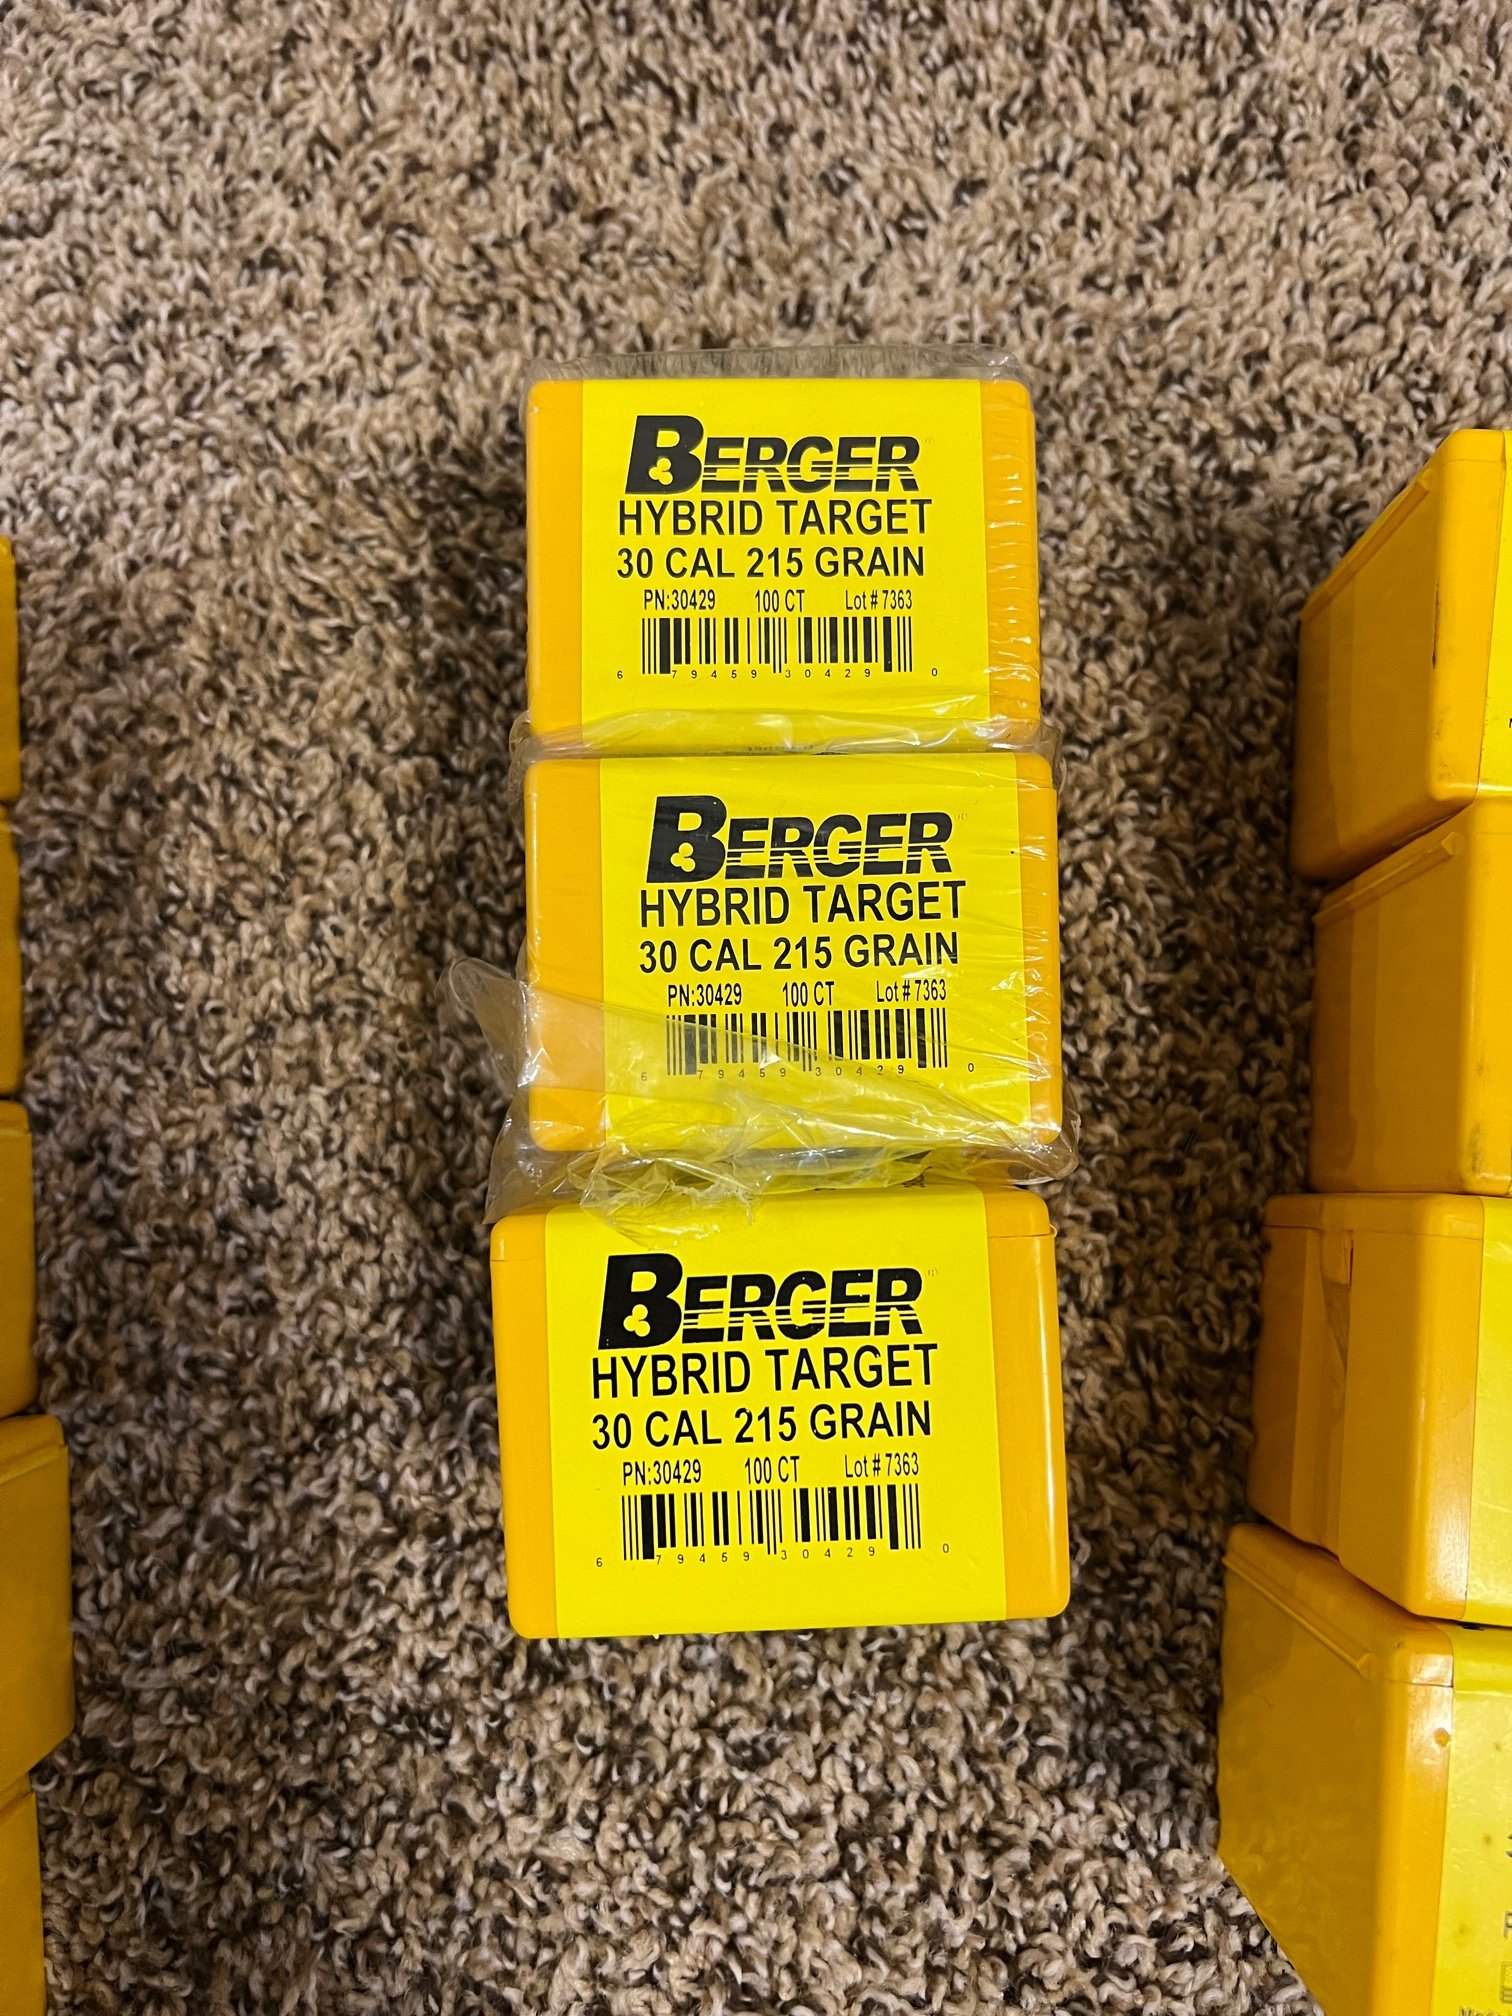 BERGER
HYBRID TARGET
30 CAL 215 GRAIN
PN:30429 100 CT Lot # 7363
6 79459 30429 0
BERGER®
HYBRID TARGET
30 CAL 215 GRAIN
PN:30429 100 CT Lot # 7363
6 79459 30429 0
BERGER®
HYBRID TARGET
30 CAL 215 GRAIN
PN:30429 100 CT Lot # 7363
6 79459 30429 0